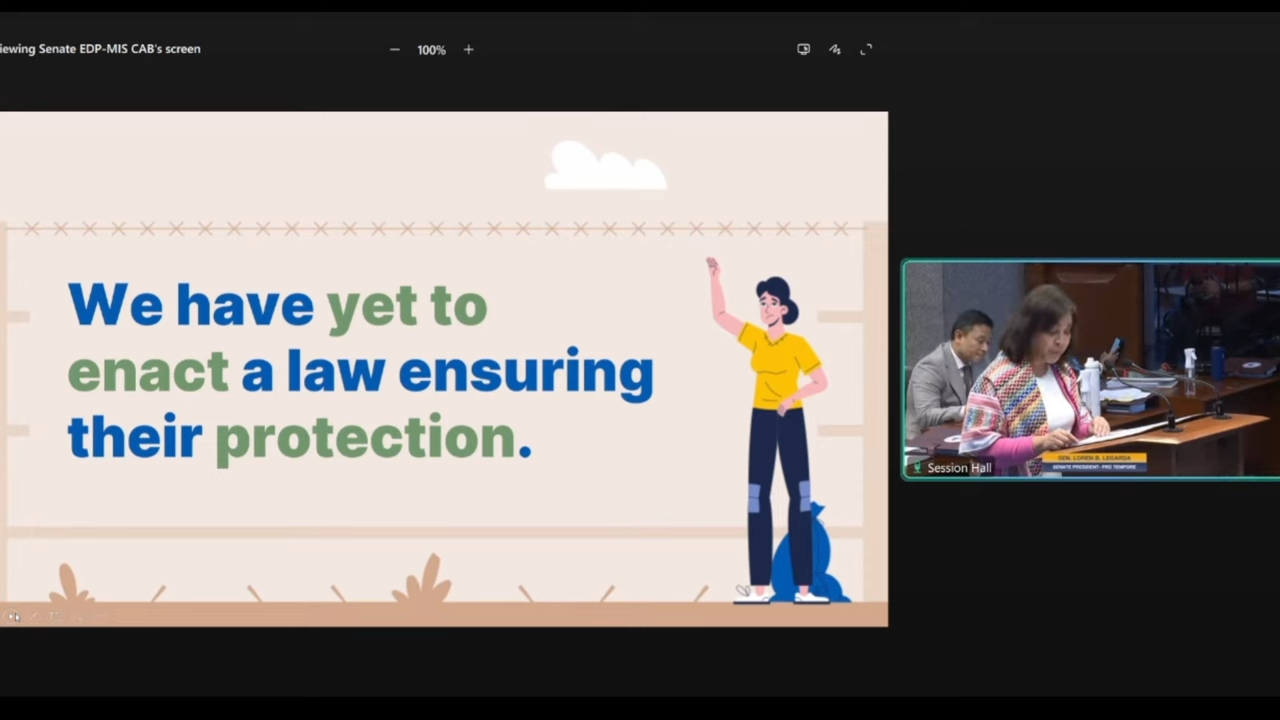 iewing Senate EDP-MIS CAB's screen
100%
We have yet to
enact a law ensuring
their protection.
SEN. LOREN B. LEGARDA
SENATE PRESIDENT- PRO TEMPORE
Session Hall